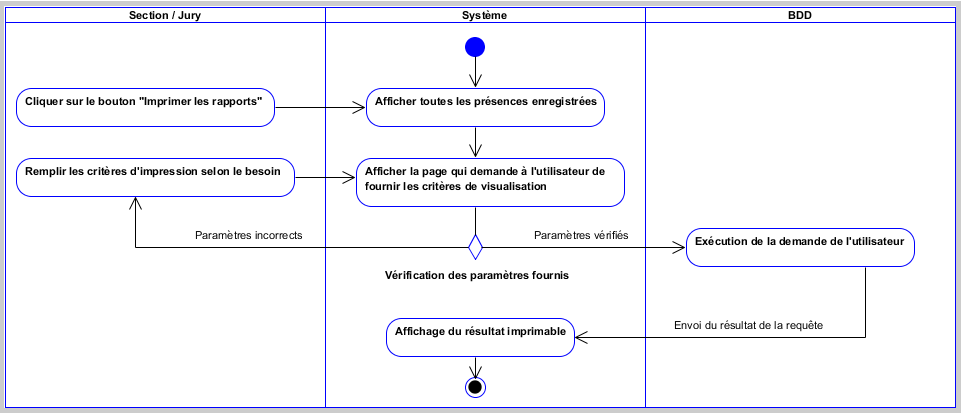 Section / Jury
Système
BDD
Cliquer sur le bouton "Imprimer les rapports"
Afficher toutes les présences enregistrées
Remplir les critères d'impression selon le besoin
Afficher la page qui demande à l'utilisateur de
fournir les critères de visualisation
Paramètres incorrects
Paramètres vérifiés
Exécution de la demande de l'utilisateur
Vérification des paramètres fournis
Affichage du résultat imprimable
Envoi du résultat de la requête